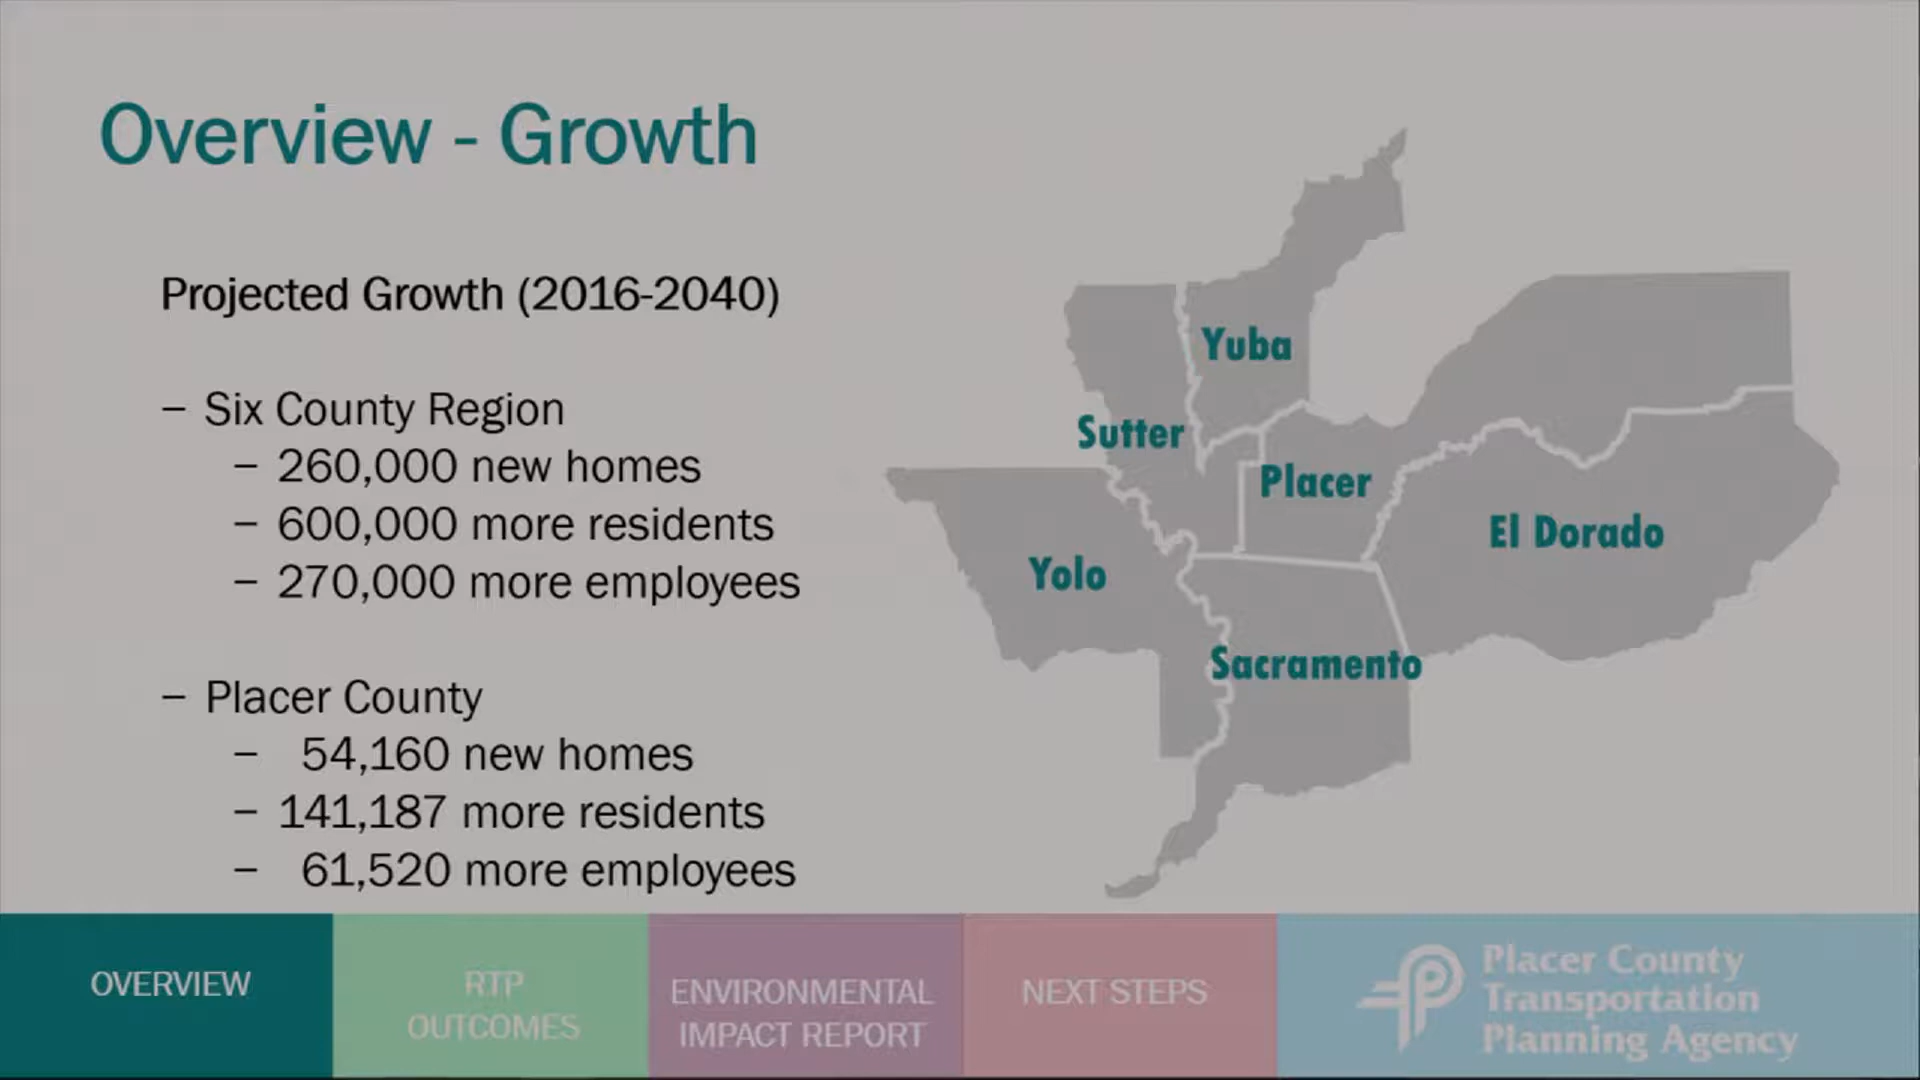 Overview - Growth
Projected Growth (2016-2040)
– Six County Region
– 260,000 new homes
– 600,000 more residents
– 270,000 more employees
– Placer County
– 54,160 new homes
– 141,187 more residents
– 61,520 more employees
Yuba
Sutter
Placer
El Dorado
Yolo
Sacramento
OVERVIEW
RTP
OUTCOMES
ENVIRONMENTAL
IMPACT REPORT
NEXT STEPS
Placer County
Transportation
Planning Agency